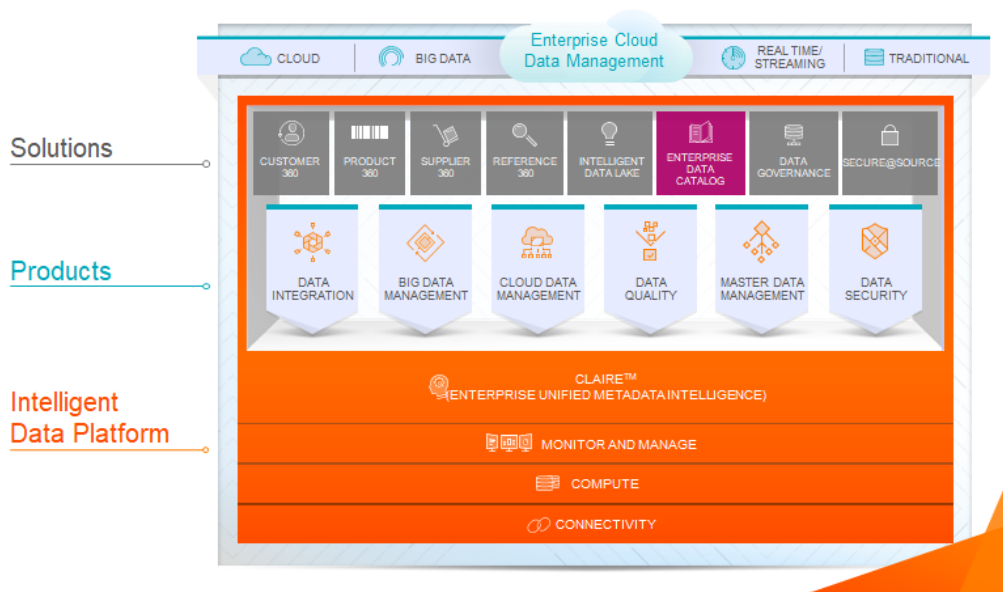 Enterprise Cloud
Data Management
CLOUD
BIG DATA
REAL TIME/
STREAMING
TRADITIONAL
Solutions
CUSTOMER
360
PRODUCT
360
SUPPLIER
360
REFERENCE
360
INTELLIGENT
DATA LAKE
ENTERPRISE
DATA
CATALOG
DATA
GOVERNANCE
SECURE@SOURCE
Products
DATA
INTEGRATION
BIG DATA
MANAGEMENT
CLOUD DATA
MANAGEMENT
DATA
QUALITY
MASTER DATA
MANAGEMENT
DATA
SECURITY
Intelligent
Data Platform
CLAIRE™
(ENTERPRISE UNIFIED METADATA INTELLIGENCE)
MONITOR AND MANAGE
COMPUTE
CONNECTIVITY